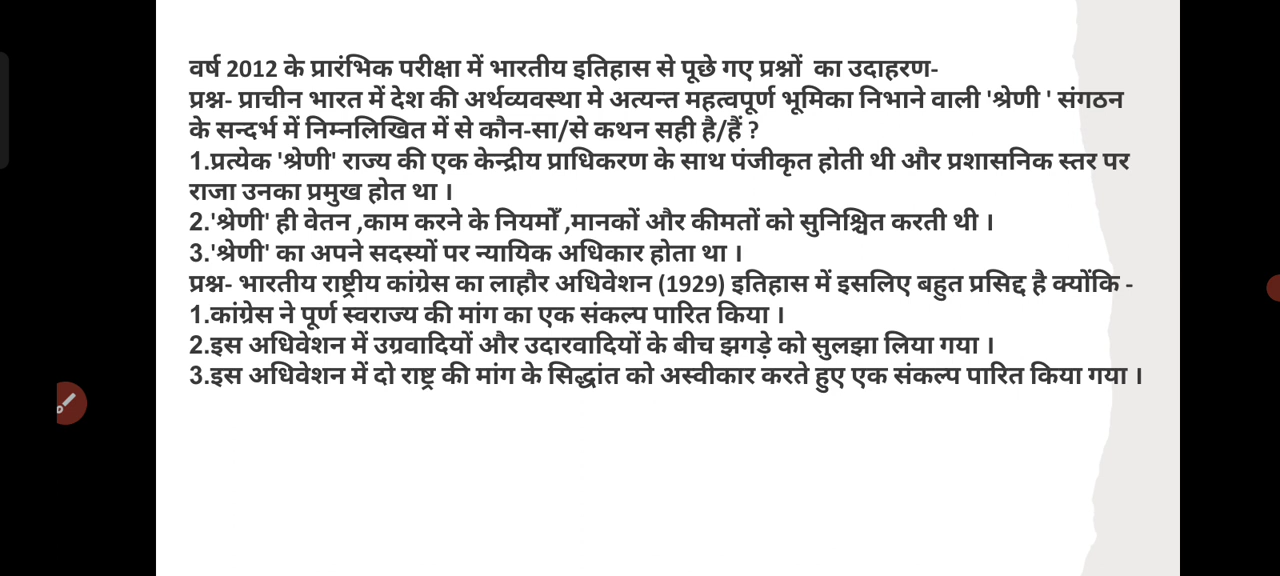 वर्ष 2012 के प्रारंभिक परीक्षा में भारतीय इतिहास से पूछे गए प्रश्नों का उदाहरण-
प्रश्न- प्राचीन भारत में देश की अर्थव्यवस्था मे अत्यन्त महत्वपूर्ण भूमिका निभाने वाली 'श्रेणी ' संगठन
के सन्दर्भ में निम्नलिखित में से कौन-सा/से कथन सही है/हैं ?
1.प्रत्येक 'श्रेणी' राज्य की एक केन्द्रीय प्राधिकरण के साथ पंजीकृत होती थी और प्रशासनिक स्तर पर
राजा उनका प्रमुख होत था ।
2.'श्रेणी' ही वेतन ,काम करने के नियमोँ ,मानकों और कीमतों को सुनिश्चित करती थी ।
3.'श्रेणी' का अपने सदस्यों पर न्यायिक अधिकार होता था ।
प्रश्न- भारतीय राष्ट्रीय कांग्रेस का लाहौर अधिवेशन (1929) इतिहास में इसलिए बहुत प्रसिद्द है क्योंकि -
1.कांग्रेस ने पूर्ण स्वराज्य की मांग का एक संकल्प पारित किया ।
2.इस अधिवेशन में उग्रवादियों और उदारवादियों के बीच झगड़े को सुलझा लिया गया ।
3.इस अधिवेशन में दो राष्ट्र की मांग के सिद्धांत को अस्वीकार करते हुए एक संकल्प पारित किया गया ।